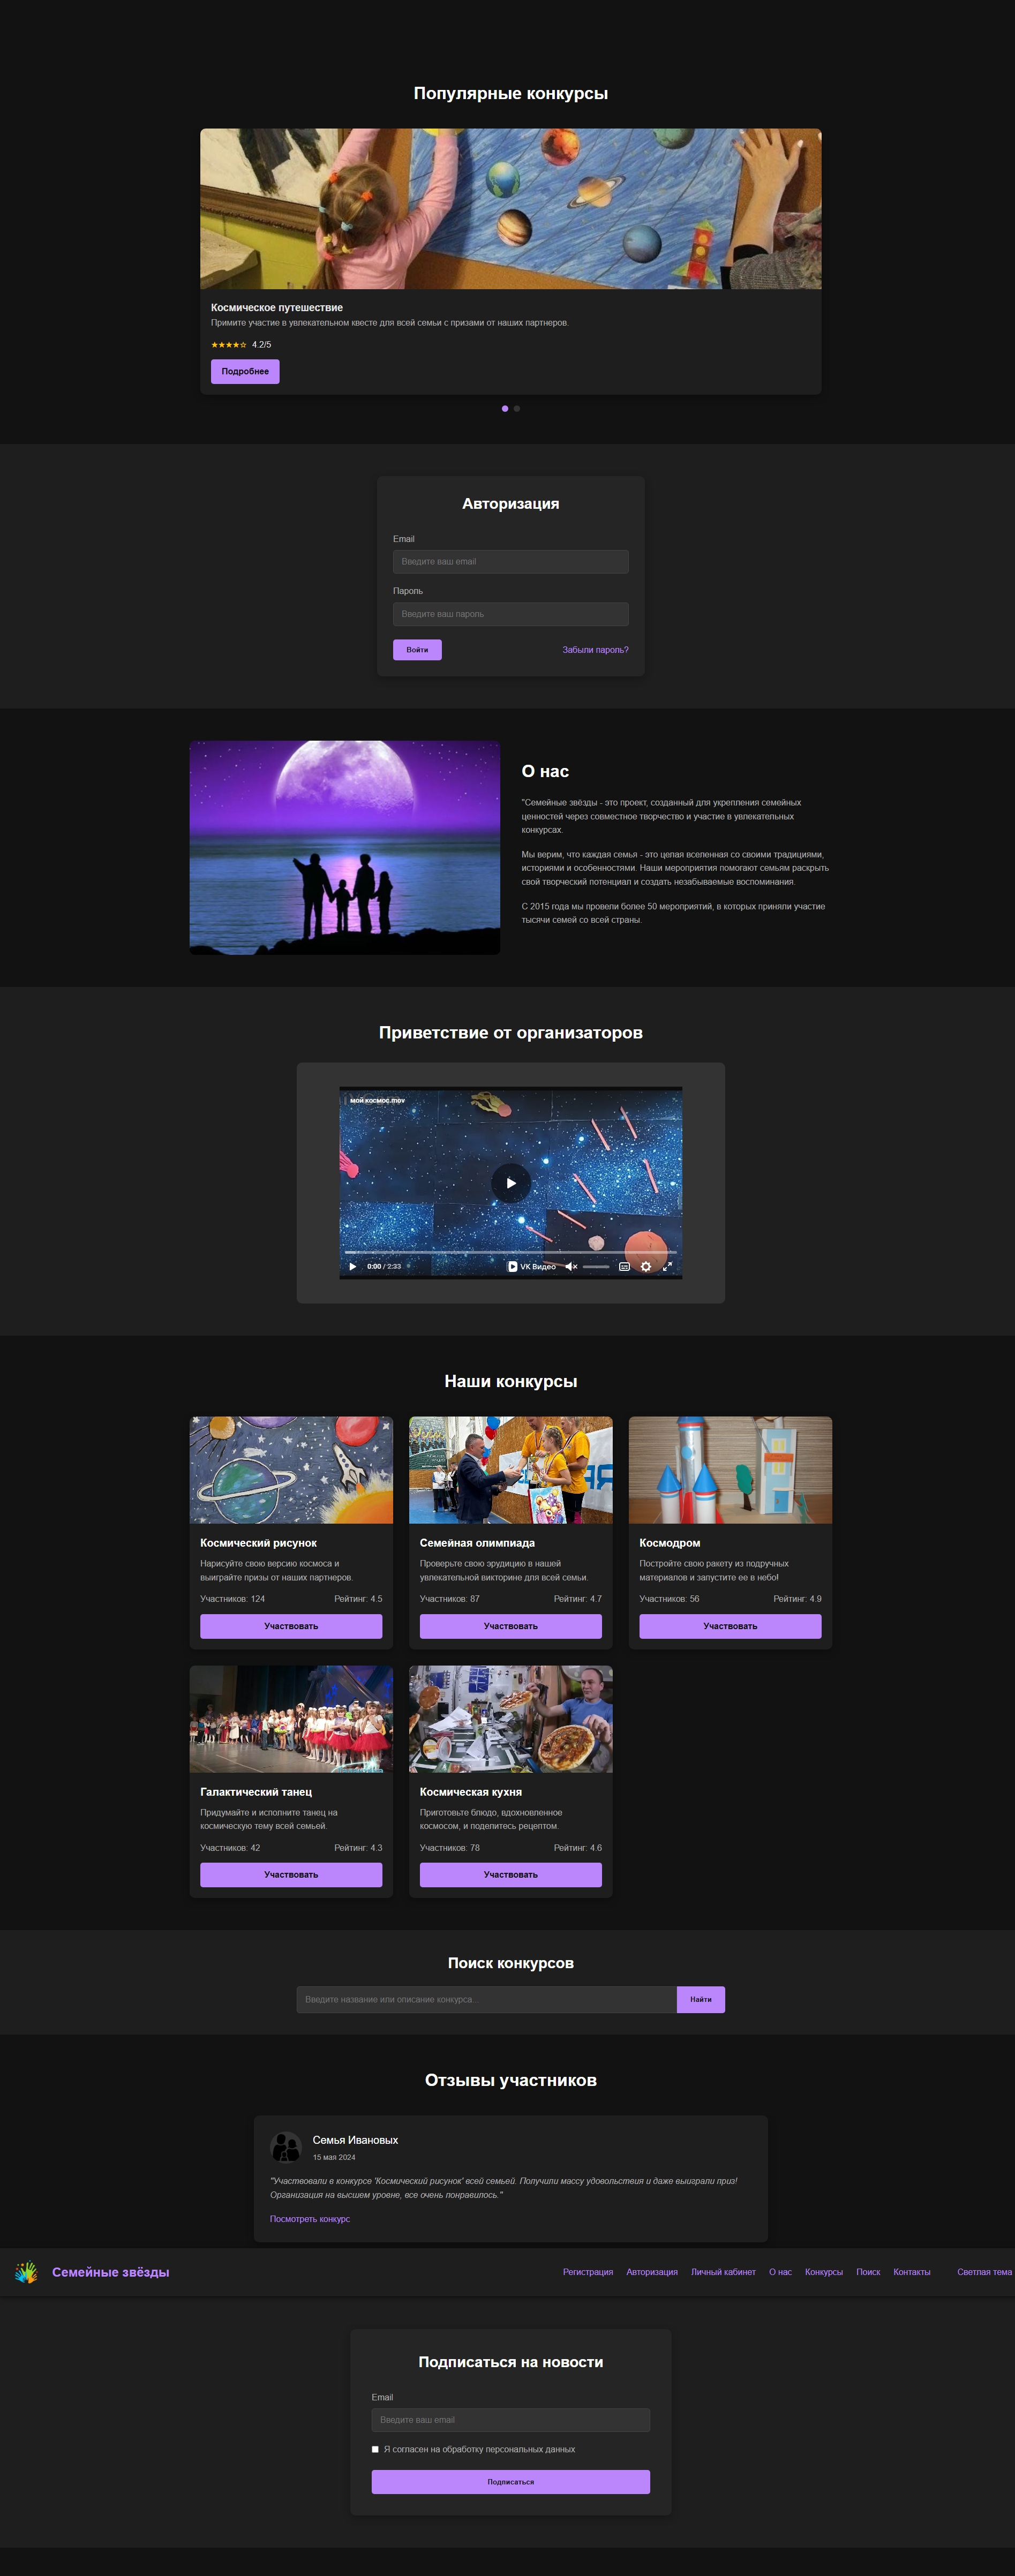 Популярные конкурсы
Космическое путешествие
Примите участие в увлекательном квесте для всей семьи с призами от наших партнеров.
★★★★☆ 4.2/5
Подробнее
Авторизация
Email
Введите ваш email
Пароль
Введите ваш пароль
Войти Забыли пароль?
О нас
"Семейные звёзды - это проект, созданный для укрепления семейных
ценностей через совместное творчество и участие в увлекательных
конкурсах.
Мы верим, что каждая семья - это целая вселенная со своими традициями,
историями и особенностями. Наши мероприятия помогают семьям раскрыть
свой творческий потенциал и создать незабываемые воспоминания.
С 2015 года мы провели более 50 мероприятий, в которых приняли участие
тысячи семей со всей страны.
Приветствие от организаторов
мой космос.mov
0:00 / 2:33 VK Видео
Наши конкурсы
Космический рисунок
Нарисуйте свою версию космоса и
выиграйте призы от наших партнеров.
Участников: 124 Рейтинг: 4.5
Участвовать
Семейная олимпиада
Проверьте свою эрудицию в нашей
увлекательной викторине для всей семьи.
Участников: 87 Рейтинг: 4.7
Участвовать
Космодром
Постройте свою ракету из подручных
материалов и запустите ее в небо!
Участников: 56 Рейтинг: 4.9
Участвовать
Галактический танец
Придумайте и исполните танец на
космическую тему всей семьей.
Участников: 42 Рейтинг: 4.3
Участвовать
Космическая кухня
Приготовьте блюдо, вдохновленное
космосом, и поделитесь рецептом.
Участников: 78 Рейтинг: 4.6
Участвовать
Поиск конкурсов
Введите название или описание конкурса...
Найти
Отзывы участников
Семья Ивановых
15 мая 2024
"Участвовали в конкурсе 'Космический рисунок' всей семьей. Получили массу удовольствия и даже выиграли приз!
Организация на высшем уровне, все очень понравилось."
Посмотреть конкурс
Семейные звёзды Регистрация Авторизация Личный кабинет О нас Конкурсы Поиск Контакты Светлая тема
Подписаться на новости
Email
Введите ваш email
Я согласен на обработку персональных данных
Подписаться